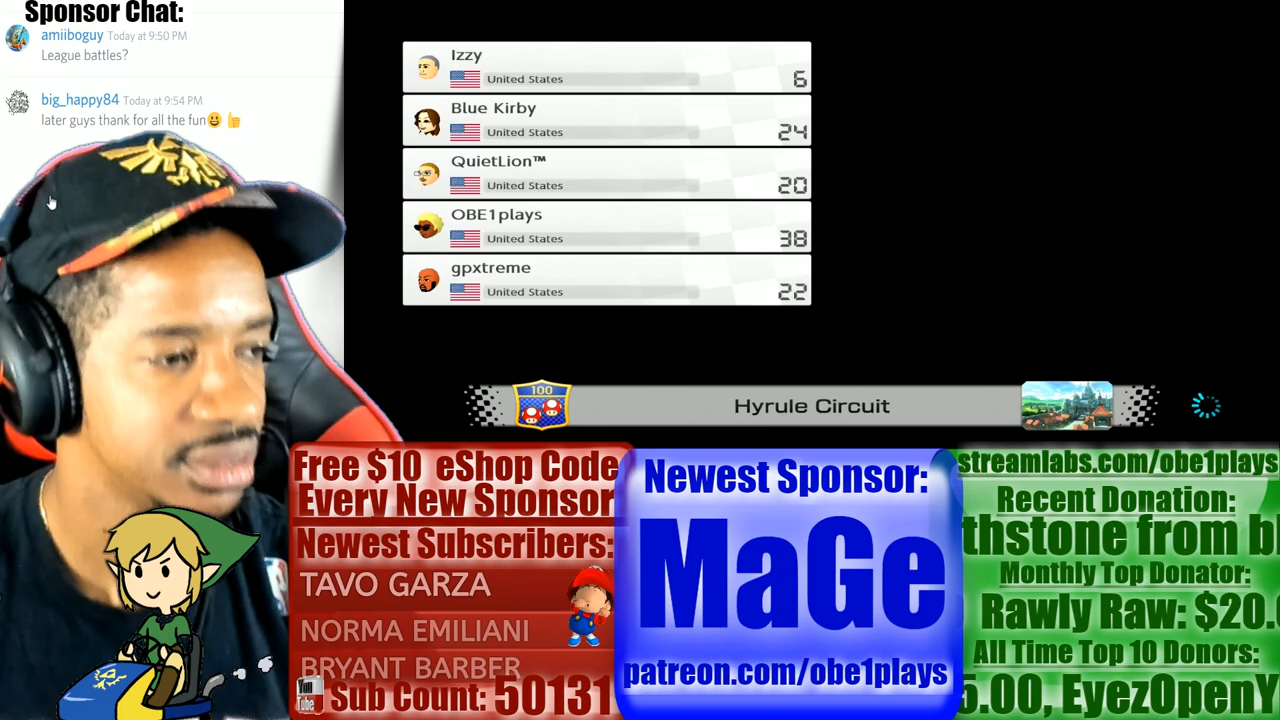 Sponsor Chat:
amiiboguy Today at 9:50 PM
League battles?
big_happy84 Today at 9:54 PM
later guys thank for all the fun😀👍
Izzy
United States
6
Blue Kirby
United States
24
QuietLion™
United States
20
OBE1plays
United States
38
gpxtreme
United States
22
100
Hyrule Circuit
Free $10 eShop Code
Every New Sponsor
Newest Subscribers:
TAVO GARZA
NORMA EMILIANI
BRYANT BARBER
You Tube
Sub Count: 50131
Newest Sponsor:
MaGe
patreon.com/obe1plays
streamlabs.com/obe1plays
Recent Donation:
thstone from b
Monthly Top Donator:
Rawly Raw: $20.
All Time Top 10 Donors:
5.00, EyezOpenY